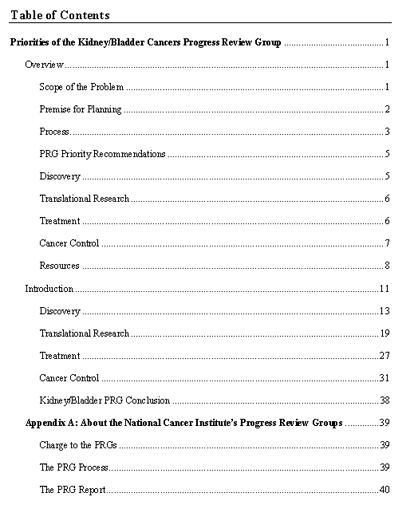 Table of Contents
Priorities of the Kidney/Bladder Cancers Progress Review Group ........................................ 1
Overview ........................................ 1
Scope of the Problem ........................................ 1
Premise for Planning ........................................ 2
Process ........................................ 3
PRG Priority Recommendations ........................................ 5
Discovery ........................................ 5
Translational Research ........................................ 6
Treatment ........................................ 6
Cancer Control ........................................ 7
Resources ........................................ 8
Introduction ........................................ 11
Discovery ........................................ 13
Translational Research ........................................ 19
Treatment ........................................ 27
Cancer Control ........................................ 31
Kidney/Bladder PRG Conclusion ........................................ 38
Appendix A: About the National Cancer Institute's Progress Review Groups ............. 39
Charge to the PRGs ........................................ 39
The PRG Process ........................................ 39
The PRG Report ........................................ 40